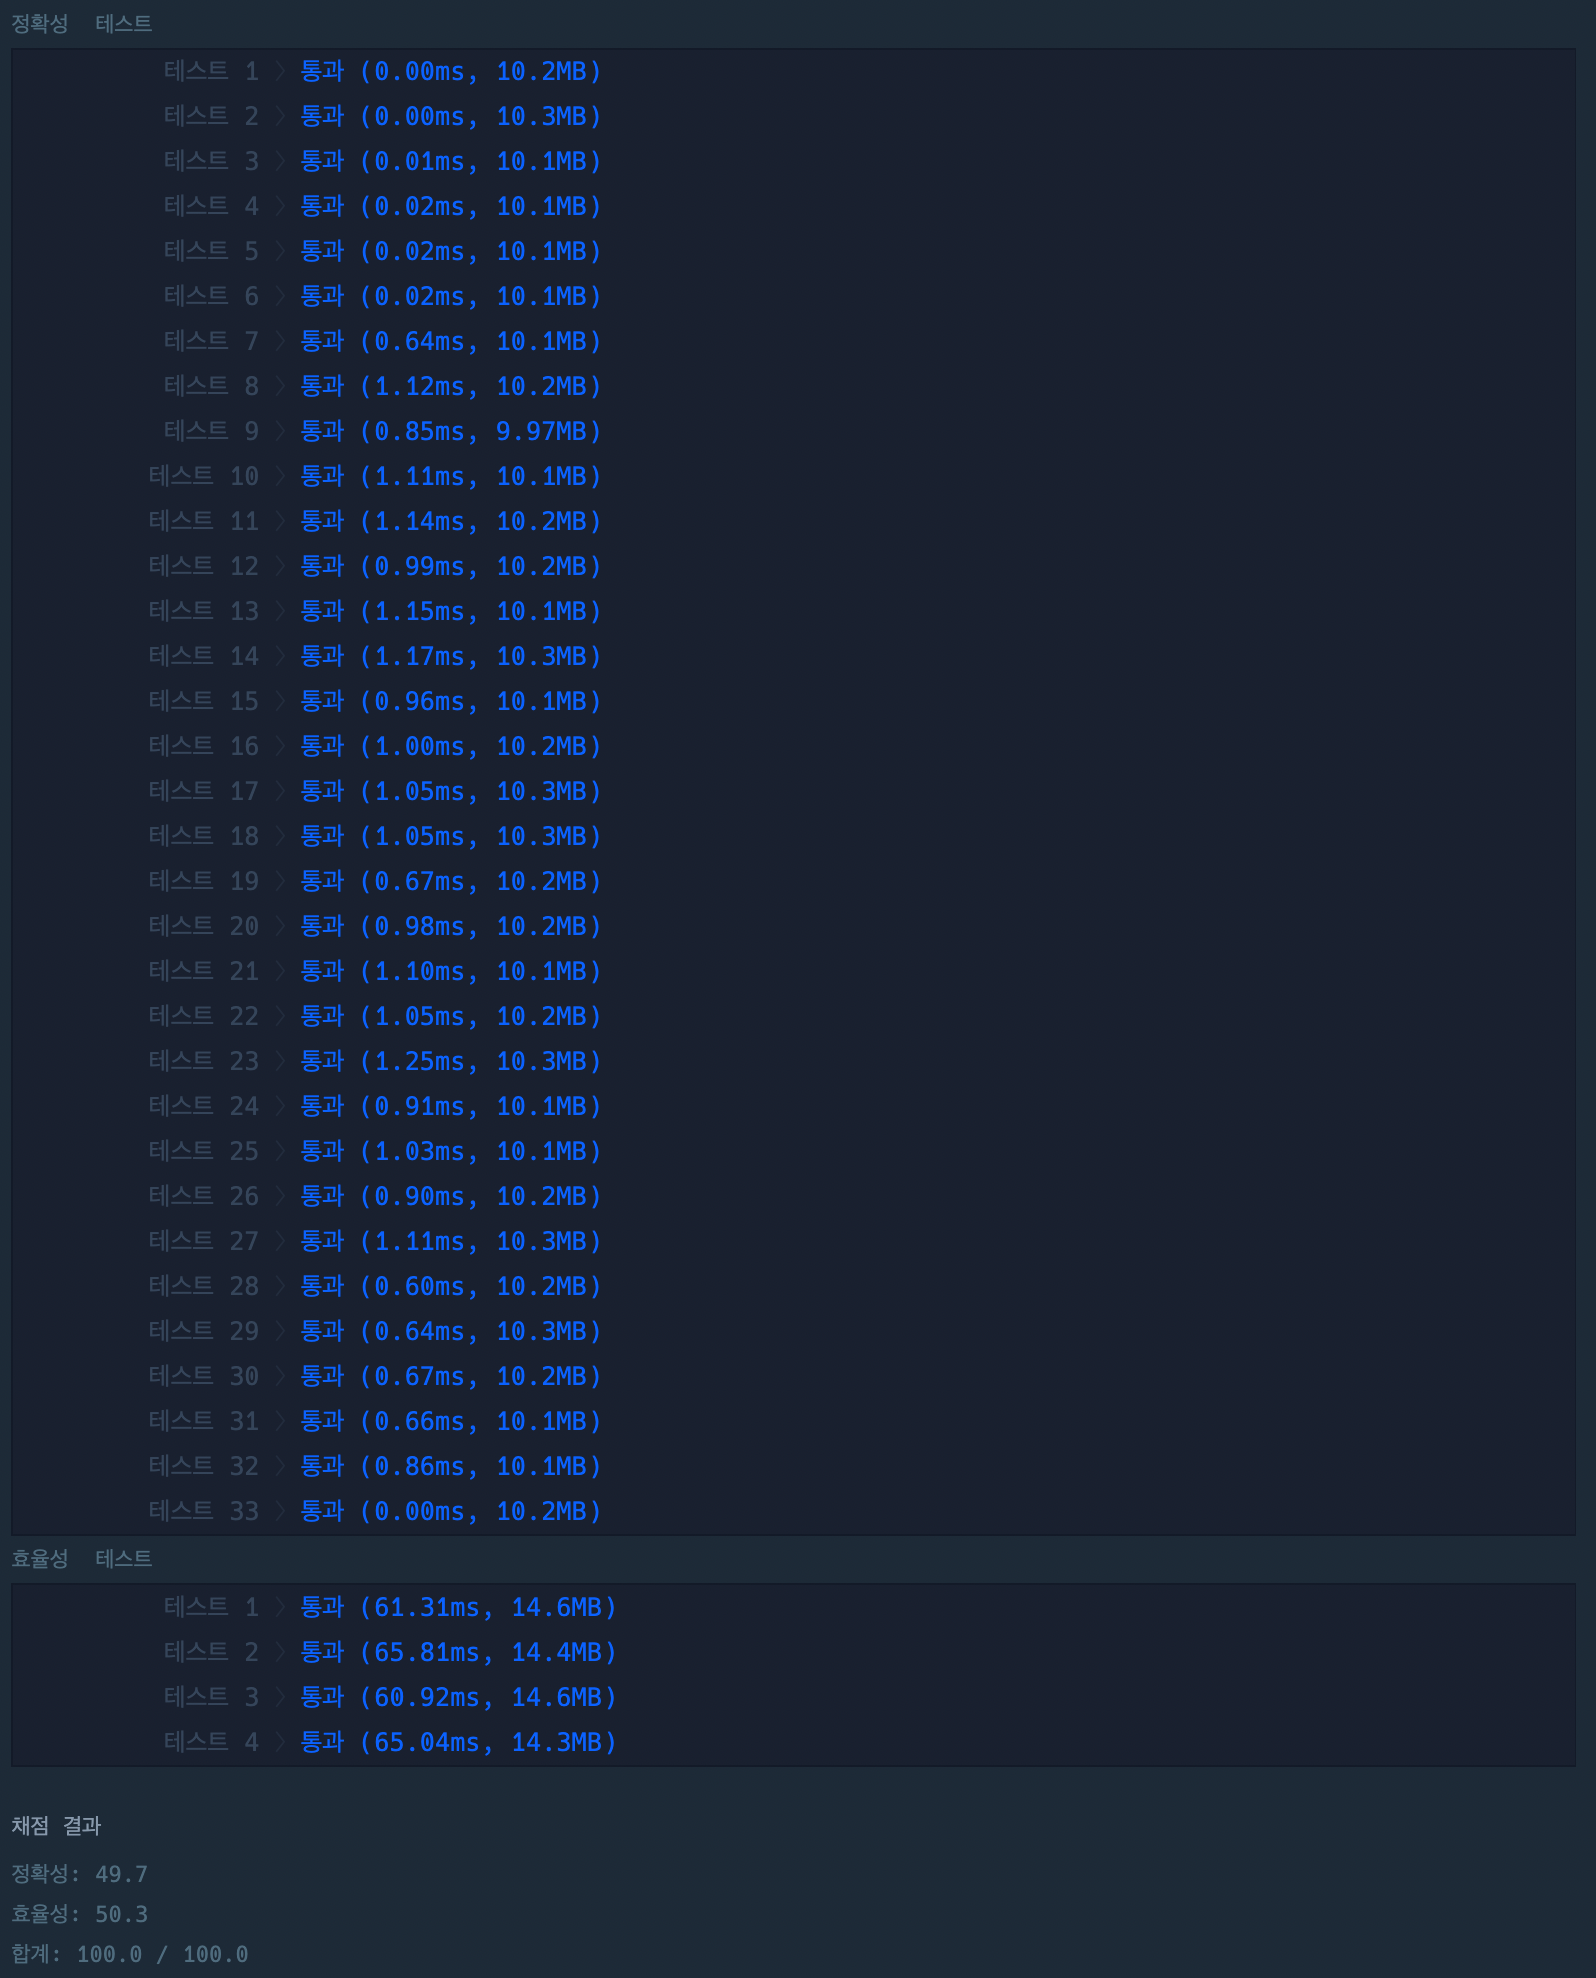 정확성  테스트
테스트 1 〉 통과 (0.00ms, 10.2MB)
테스트 2 〉 통과 (0.00ms, 10.3MB)
테스트 3 〉 통과 (0.01ms, 10.1MB)
테스트 4 〉 통과 (0.02ms, 10.1MB)
테스트 5 〉 통과 (0.02ms, 10.1MB)
테스트 6 〉 통과 (0.02ms, 10.1MB)
테스트 7 〉 통과 (0.64ms, 10.1MB)
테스트 8 〉 통과 (1.12ms, 10.2MB)
테스트 9 〉 통과 (0.85ms, 9.97MB)
테스트 10 〉 통과 (1.11ms, 10.1MB)
테스트 11 〉 통과 (1.14ms, 10.2MB)
테스트 12 〉 통과 (0.99ms, 10.2MB)
테스트 13 〉 통과 (1.15ms, 10.1MB)
테스트 14 〉 통과 (1.17ms, 10.3MB)
테스트 15 〉 통과 (0.96ms, 10.1MB)
테스트 16 〉 통과 (1.00ms, 10.2MB)
테스트 17 〉 통과 (1.05ms, 10.3MB)
테스트 18 〉 통과 (1.05ms, 10.3MB)
테스트 19 〉 통과 (0.67ms, 10.2MB)
테스트 20 〉 통과 (0.98ms, 10.2MB)
테스트 21 〉 통과 (1.10ms, 10.1MB)
테스트 22 〉 통과 (1.05ms, 10.2MB)
테스트 23 〉 통과 (1.25ms, 10.3MB)
테스트 24 〉 통과 (0.91ms, 10.1MB)
테스트 25 〉 통과 (1.03ms, 10.1MB)
테스트 26 〉 통과 (0.90ms, 10.2MB)
테스트 27 〉 통과 (1.11ms, 10.3MB)
테스트 28 〉 통과 (0.60ms, 10.2MB)
테스트 29 〉 통과 (0.64ms, 10.3MB)
테스트 30 〉 통과 (0.67ms, 10.2MB)
테스트 31 〉 통과 (0.66ms, 10.1MB)
테스트 32 〉 통과 (0.86ms, 10.1MB)
테스트 33 〉 통과 (0.00ms, 10.2MB)
효율성  테스트
테스트 1 〉 통과 (61.31ms, 14.6MB)
테스트 2 〉 통과 (65.81ms, 14.4MB)
테스트 3 〉 통과 (60.92ms, 14.6MB)
테스트 4 〉 통과 (65.04ms, 14.3MB)
채점 결과
정확성: 49.7
효율성: 50.3
합계: 100.0 / 100.0